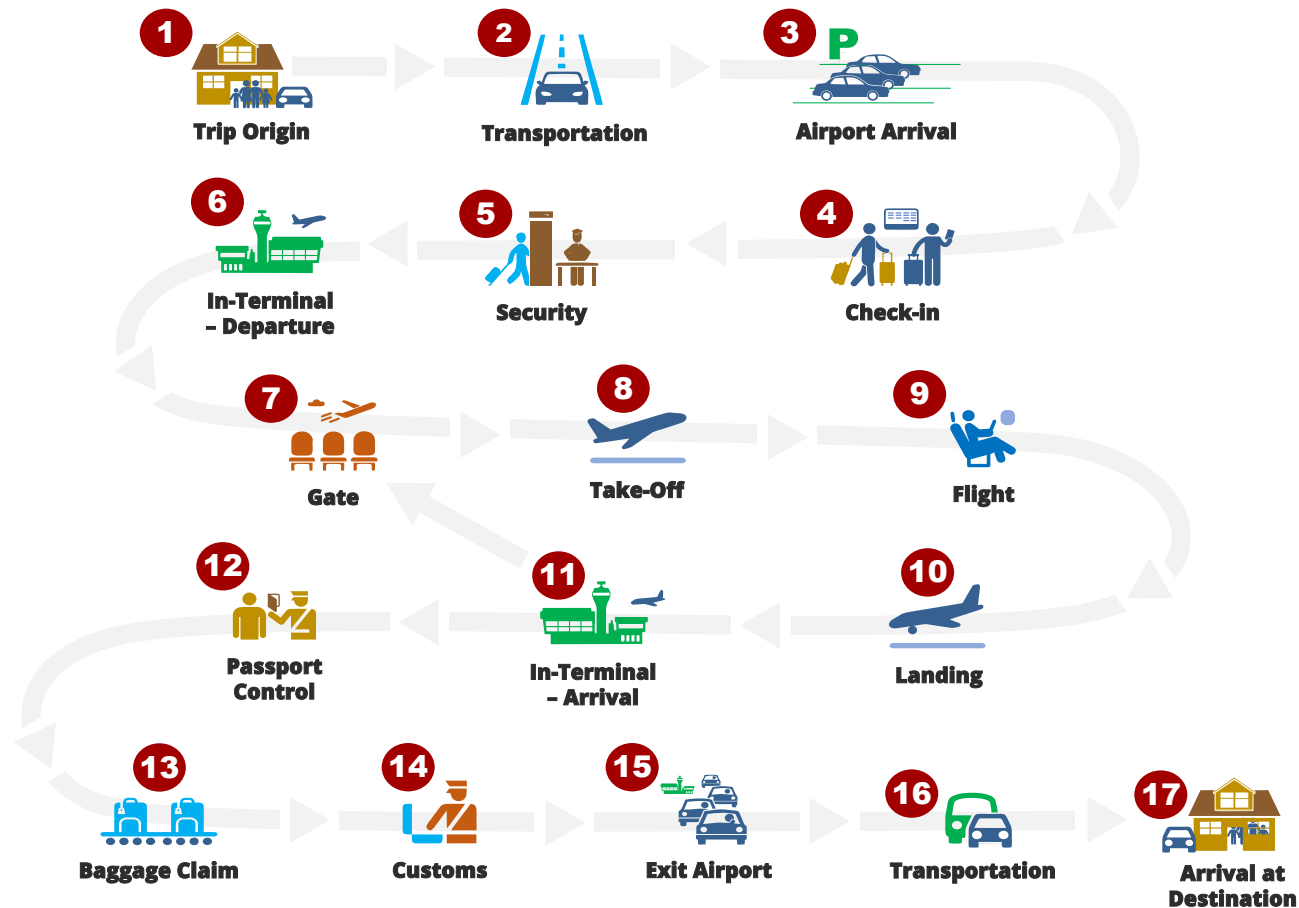 1
Trip Origin
2
Transportation
3
P
Airport Arrival
4
Check-in
5
Security
6
In-Terminal
– Departure
7
Gate
8
Take-Off
9
Flight
10
Landing
11
In-Terminal
– Arrival
12
Passport
Control
13
Baggage Claim
14
Customs
15
Exit Airport
16
Transportation
17
Arrival at
Destination